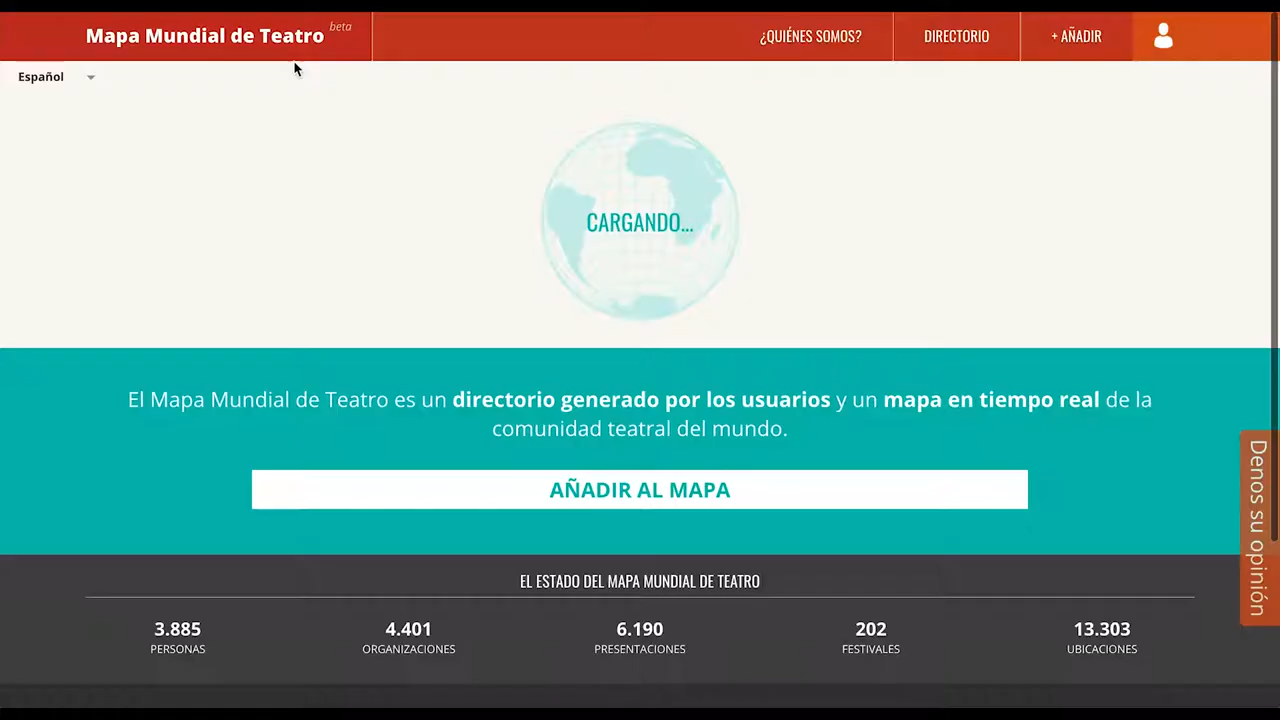 Mapa Mundial de Teatro beta
¿QUIÉNES SOMOS?
DIRECTORIO
+ AÑADIR
Español
CARGANDO...
El Mapa Mundial de Teatro es un directorio generado por los usuarios y un mapa en tiempo real de la
comunidad teatral del mundo.
AÑADIR AL MAPA
Denos su opinión
EL ESTADO DEL MAPA MUNDIAL DE TEATRO
3.885
PERSONAS
4.401
ORGANIZACIONES
6.190
PRESENTACIONES
202
FESTIVALES
13.303
UBICACIONES